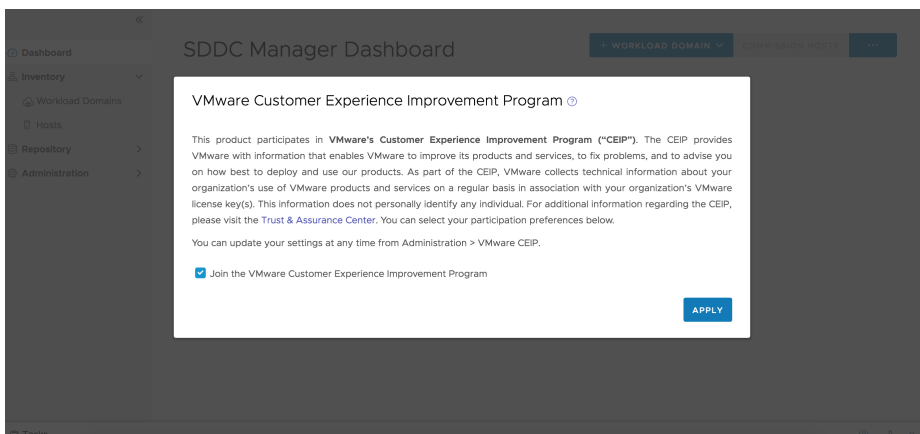 «
Dashboard
SDDC Manager Dashboard
+ WORKLOAD DOMAIN
COMMISSION HOSTS
...
Inventory
Workload Domains
Hosts
Repository
Administration
VMware Customer Experience Improvement Program
This product participates in VMware's Customer Experience Improvement Program (“CEIP”). The CEIP provides
VMware with information that enables VMware to improve its products and services, to fix problems, and to advise you
on how best to deploy and use our products. As part of the CEIP, VMware collects technical information about your
organization's use of VMware products and services on a regular basis in association with your organization's VMware
license key(s). This information does not personally identify any individual. For additional information regarding the CEIP,
please visit the Trust & Assurance Center. You can select your participation preferences below.
You can update your settings at any time from Administration > VMware CEIP.
Join the VMware Customer Experience Improvement Program
APPLY
Tasks